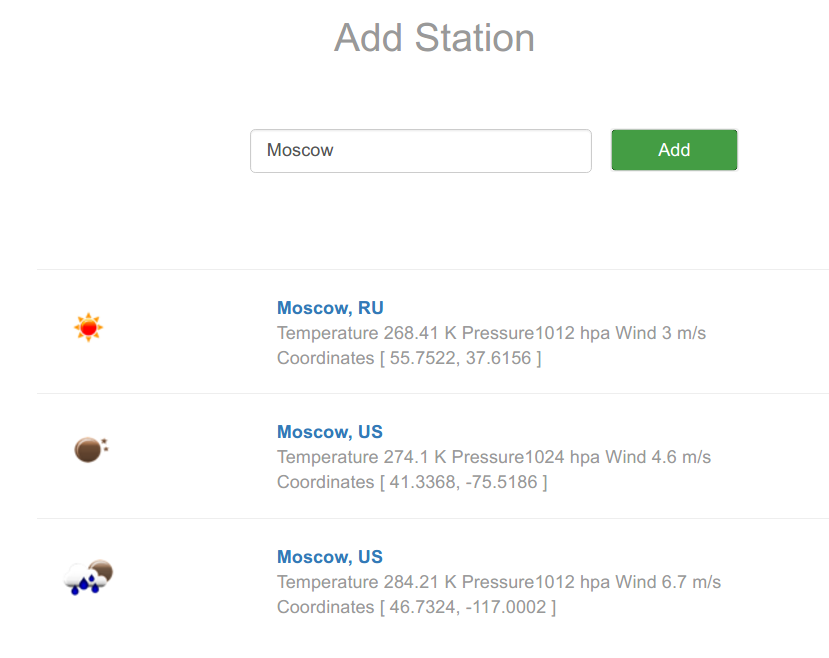 Add Station
Moscow
Add
Moscow, RU
Temperature 268.41 K Pressure1012 hpa Wind 3 m/s
Coordinates [ 55.7522, 37.6156 ]
Moscow, US
Temperature 274.1 K Pressure1024 hpa Wind 4.6 m/s
Coordinates [ 41.3368, -75.5186 ]
Moscow, US
Temperature 284.21 K Pressure1012 hpa Wind 6.7 m/s
Coordinates [ 46.7324, -117.0002 ]